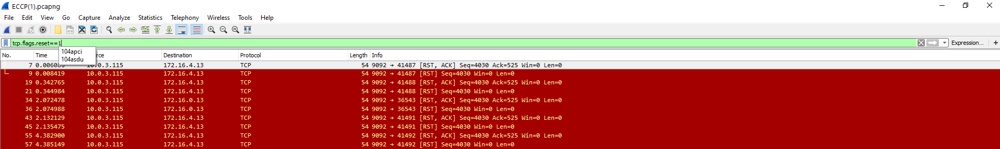 ECCP(1).pcapng
File Edit View Go Capture Analyze Statistics Telephony Wireless Tools Help
tcp.flags.reset==1 Expression... +
104apci
104asdu
No. Time Destination Protocol Length Info
7 10.0.3.115 172.16.4.13 TCP 54 9092 → 41487 [RST, ACK] Seq=4030 Ack=525 Win=0 Len=0
9 0.008419 10.0.3.115 172.16.4.13 TCP 54 9092 → 41487 [RST] Seq=4030 Win=0 Len=0
19 0.342765 10.0.3.115 172.16.4.13 TCP 54 9092 → 41488 [RST, ACK] Seq=4030 Ack=525 Win=0 Len=0
21 0.344984 10.0.3.115 172.16.4.13 TCP 54 9092 → 41488 [RST] Seq=4030 Win=0 Len=0
34 2.072478 10.0.3.115 172.16.0.13 TCP 54 9092 → 36543 [RST, ACK] Seq=4030 Ack=525 Win=0 Len=0
36 2.074988 10.0.3.115 172.16.0.13 TCP 54 9092 → 36543 [RST] Seq=4030 Win=0 Len=0
43 2.132129 10.0.3.115 172.16.4.13 TCP 54 9092 → 41491 [RST, ACK] Seq=4030 Ack=525 Win=0 Len=0
45 2.135475 10.0.3.115 172.16.4.13 TCP 54 9092 → 41491 [RST] Seq=4030 Win=0 Len=0
55 4.382900 10.0.3.115 172.16.4.13 TCP 54 9092 → 41492 [RST, ACK] Seq=4030 Ack=525 Win=0 Len=0
57 4.385149 10.0.3.115 172.16.4.13 TCP 54 9092 → 41492 [RST] Seq=4030 Win=0 Len=0